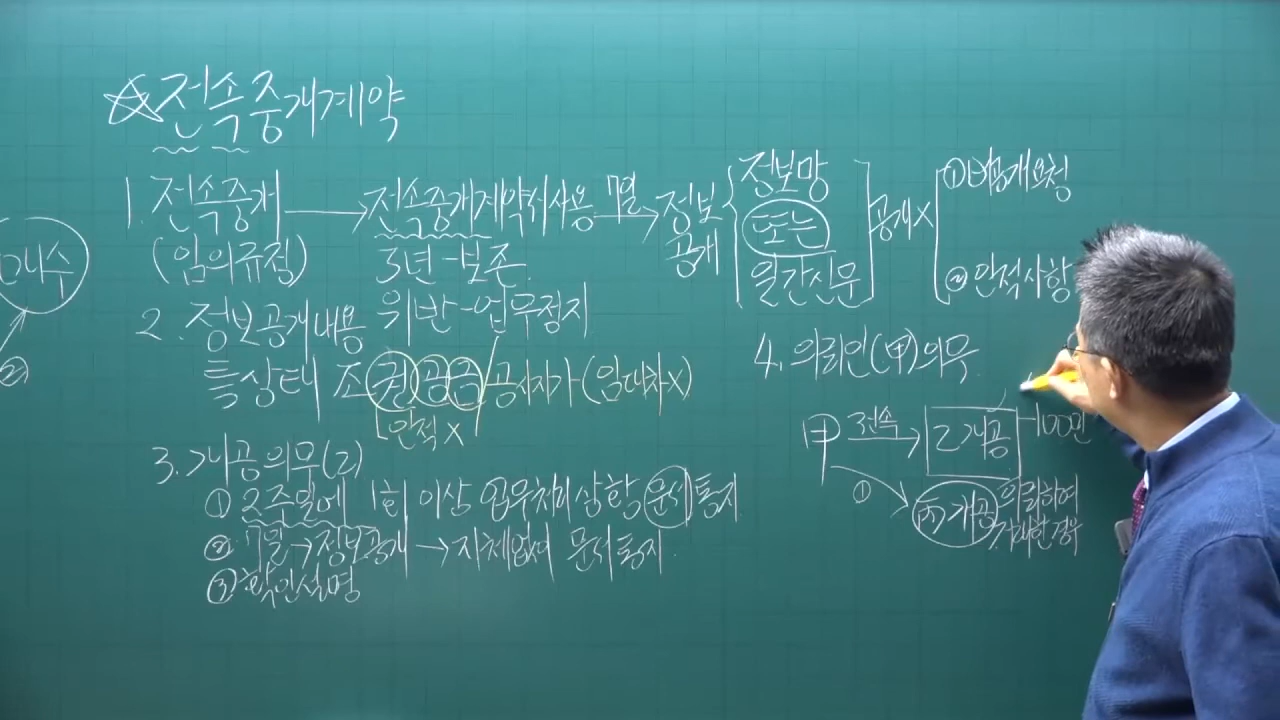 ☆전속중개계약
1. 전속중개 → 전속중개계약서사용 7일 → 정보공개 { 정보망 또는 일간신문 ] 공개X [ ① 비공개요청
(임의규정) 3년-보존 ② 인적사항
위반-업무정지
2. 정보공개내용
특상태 조권공금/공시지가(임대차X)
인적X
3. 개공의무(2)
① 2주일에 1회 이상 업무처리상황 문서통지
② 7일→정보공개→지체없이 문서통지.
③ 확인설명
4. 의뢰인(甲)의무
甲 전속 → 乙개공 100만
① 丙개공 의뢰하여
거래한경우
②